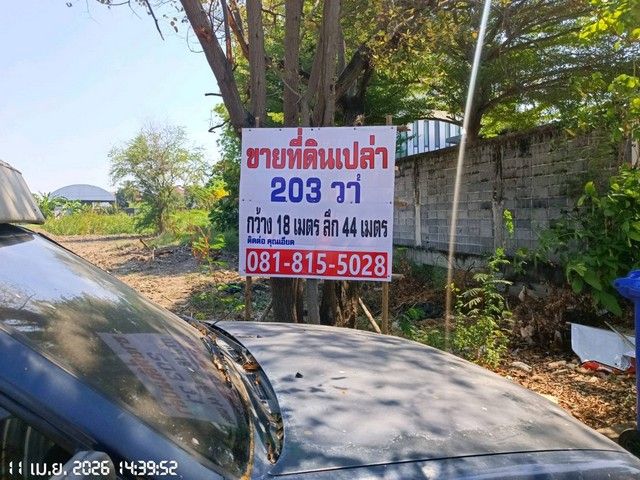 ขายที่ดินเปล่า
203 วา
กว้าง 18 เมตร ลึก 44 เมตร
ติดต่อ คุณเอียด
081-815-5028
11 เม.ย. 2026 14:39:52